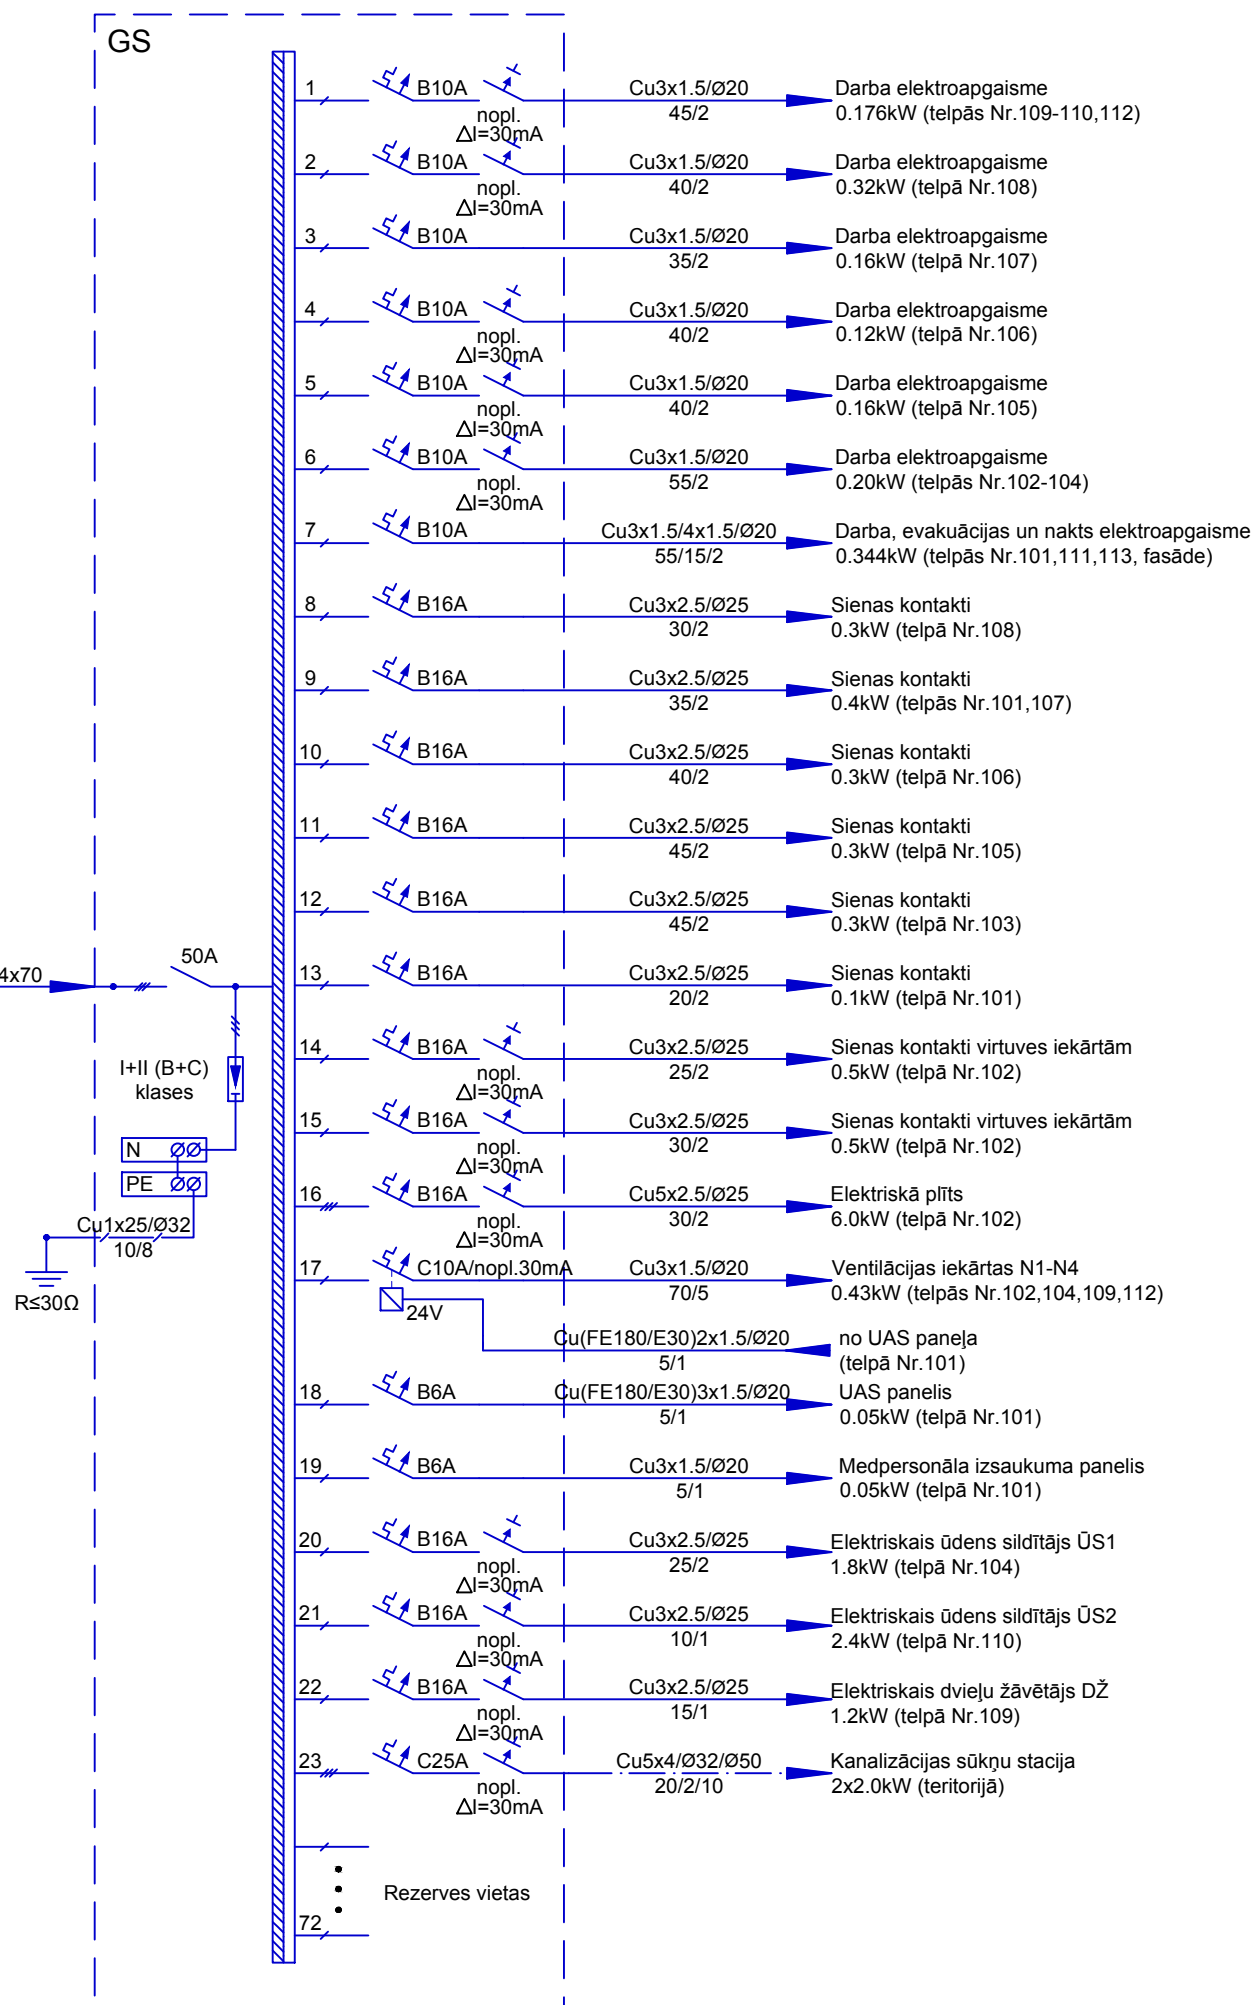 GS
1
B10A
nopl.
ΔI=30mA
Cu3x1.5/Ø20
45/2
Darba elektroapgaisme
0.176kW (telpās Nr.109-110,112)
2
B10A
nopl.
ΔI=30mA
Cu3x1.5/Ø20
40/2
Darba elektroapgaisme
0.32kW (telpā Nr.108)
3
B10A
Cu3x1.5/Ø20
35/2
Darba elektroapgaisme
0.16kW (telpā Nr.107)
4
B10A
nopl.
ΔI=30mA
Cu3x1.5/Ø20
40/2
Darba elektroapgaisme
0.12kW (telpā Nr.106)
5
B10A
nopl.
ΔI=30mA
Cu3x1.5/Ø20
40/2
Darba elektroapgaisme
0.16kW (telpā Nr.105)
6
B10A
nopl.
ΔI=30mA
Cu3x1.5/Ø20
55/2
Darba elektroapgaisme
0.20kW (telpās Nr.102-104)
7
B10A
Cu3x1.5/4x1.5/Ø20
55/15/2
Darba, evakuācijas un nakts elektroapgaisme
0.344kW (telpās Nr.101,111,113, fasāde)
8
B16A
Cu3x2.5/Ø25
30/2
Sienas kontakti
0.3kW (telpā Nr.108)
9
B16A
Cu3x2.5/Ø25
35/2
Sienas kontakti
0.4kW (telpās Nr.101,107)
10
B16A
Cu3x2.5/Ø25
40/2
Sienas kontakti
0.3kW (telpā Nr.106)
11
B16A
Cu3x2.5/Ø25
45/2
Sienas kontakti
0.3kW (telpā Nr.105)
12
B16A
Cu3x2.5/Ø25
45/2
Sienas kontakti
0.3kW (telpā Nr.103)
4x70
50A
13
B16A
Cu3x2.5/Ø25
20/2
Sienas kontakti
0.1kW (telpā Nr.101)
I+II (B+C)
klases
14
B16A
nopl.
ΔI=30mA
Cu3x2.5/Ø25
25/2
Sienas kontakti virtuves iekārtām
0.5kW (telpā Nr.102)
N
PE
15
B16A
nopl.
ΔI=30mA
Cu3x2.5/Ø25
30/2
Sienas kontakti virtuves iekārtām
0.5kW (telpā Nr.102)
Cu1x25/Ø32
10/8
R≤30Ω
16
B16A
nopl.
ΔI=30mA
Cu5x2.5/Ø25
30/2
Elektriskā plīts
6.0kW (telpā Nr.102)
17
C10A/nopl.30mA
24V
Cu3x1.5/Ø20
70/5
Ventilācijas iekārtas N1-N4
0.43kW (telpās Nr.102,104,109,112)
Cu(FE180/E30)2x1.5/Ø20
5/1
no UAS paneļa
(telpā Nr.101)
18
B6A
Cu(FE180/E30)3x1.5/Ø20
5/1
UAS panelis
0.05kW (telpā Nr.101)
19
B6A
Cu3x1.5/Ø20
5/1
Medpersonāla izsaukuma panelis
0.05kW (telpā Nr.101)
20
B16A
nopl.
ΔI=30mA
Cu3x2.5/Ø25
25/2
Elektriskais ūdens sildītājs ŪS1
1.8kW (telpā Nr.104)
21
B16A
nopl.
ΔI=30mA
Cu3x2.5/Ø25
10/1
Elektriskais ūdens sildītājs ŪS2
2.4kW (telpā Nr.110)
22
B16A
nopl.
ΔI=30mA
Cu3x2.5/Ø25
15/1
Elektriskais dvieļu žāvētājs DŽ
1.2kW (telpā Nr.109)
23
C25A
nopl.
ΔI=30mA
Cu5x4/Ø32/Ø50
20/2/10
Kanalizācijas sūkņu stacija
2x2.0kW (teritorijā)
Rezerves vietas
72